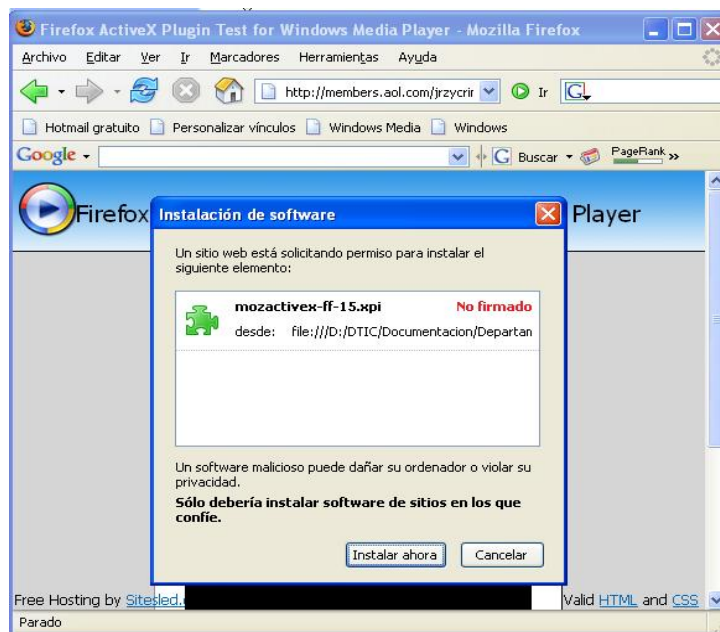 Firefox ActiveX Plugin Test for Windows Media Player - Mozilla Firefox
Archivo Editar Ver Ir Marcadores Herramientas Ayuda
http://members.aol.com/jrzycrir Ir G
Hotmail gratuito Personalizar vínculos Windows Media Windows
Google G Buscar PageRank »
Firefox Player
Instalación de software
Un sitio web está solicitando permiso para instalar el
siguiente elemento:
mozactivex-ff-15.xpi No firmado
desde: file:///D:/DTIC/Documentacion/Departan
Un software malicioso puede dañar su ordenador o violar su
privacidad.
Sólo debería instalar software de sitios en los que
confíe.
Instalar ahora Cancelar
Free Hosting by Sitesled. Valid HTML and CSS
Parado